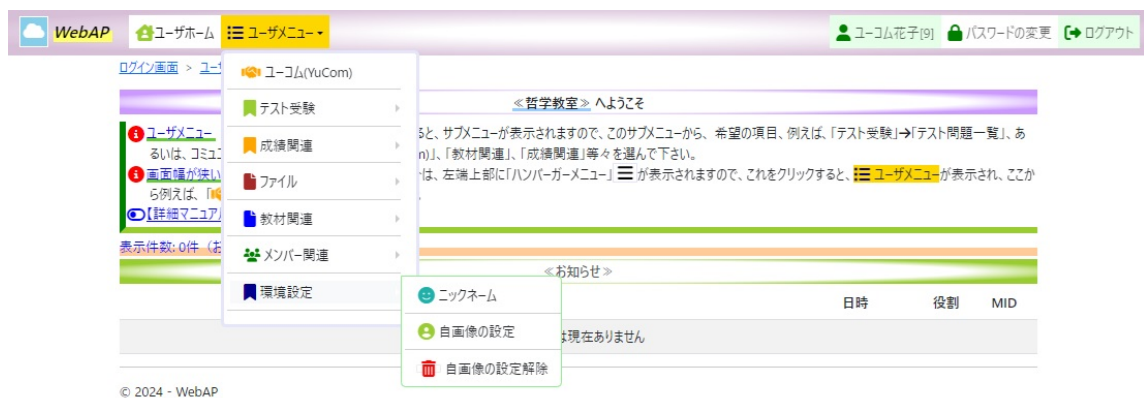 WebAP ユーザホーム ユーザメニュー ユーコム花子[9] パスワードの変更 ログアウト
ログイン画面 > ユー
ユーコム(YuCom)
テスト受験
成績関連
ファイル
教材関連
メンバー関連
環境設定
ニックネーム
自画像の設定
自画像の設定解除
≪哲学教室≫ へようこそ
ユーザメニュー ると、サブメニューが表示されますので、このサブメニューから、希望の項目、例えば、「テスト受験」→「テスト問題一覧」、あ
るいは、コミュニ n)」、「教材関連」、「成績関連」等々を選んで下さい。
画面幅が狭い は、左端上部に「ハンバーガーメニュー」 が表示されますので、これをクリックすると、 ユーザメニューが表示され、ここか
ら例えば、「
【詳細マニュア
表示件数: 0件 (お
≪お知らせ≫
日時 役割 MID
は現在ありません
© 2024 - WebAP